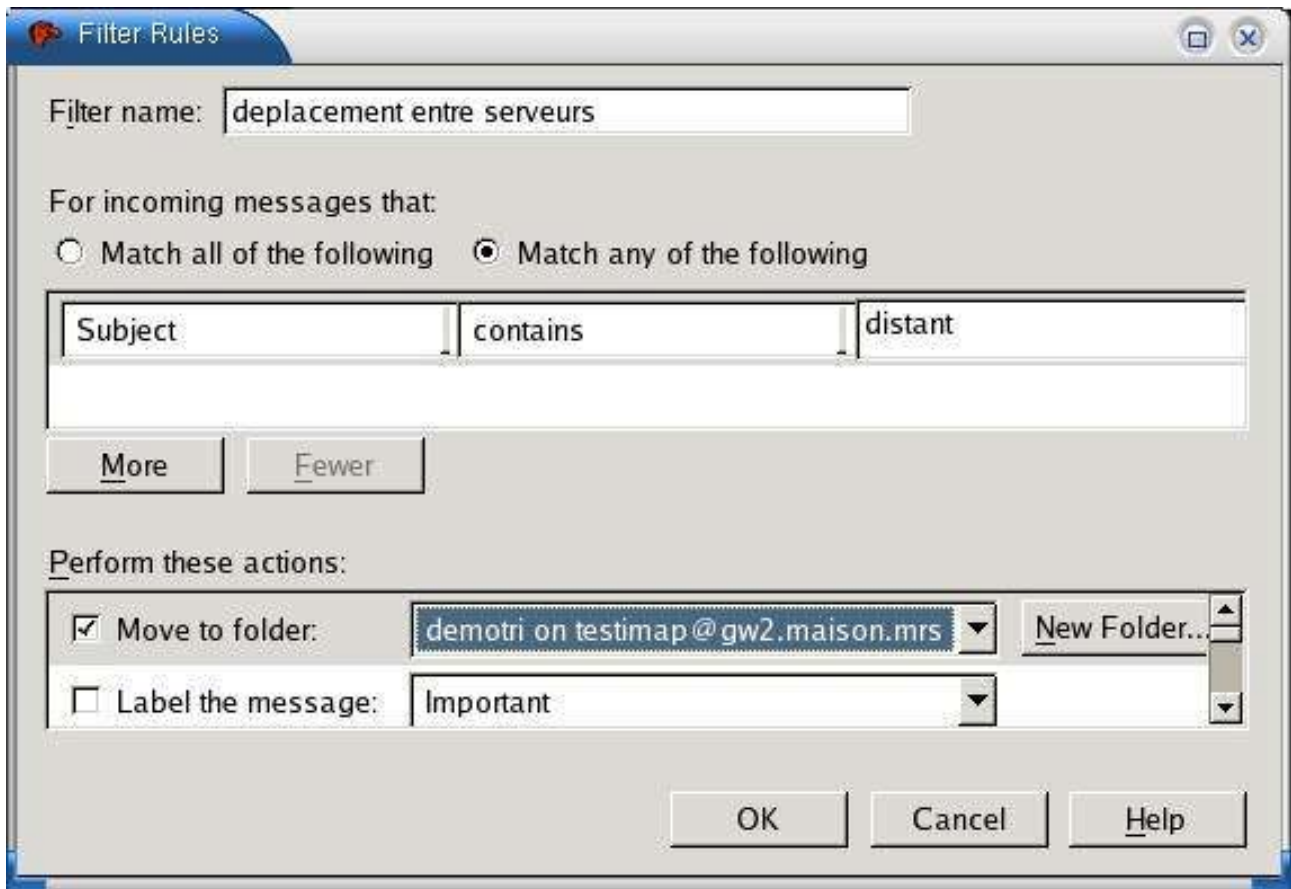 Filter Rules
Filter name: deplacement entre serveurs
For incoming messages that:
Match all of the following Match any of the following
Subject contains distant
More Fewer
Perform these actions:
Move to folder: demotri on testimap@gw2.maison.mrs New Folder...
Label the message: Important
OK Cancel Help